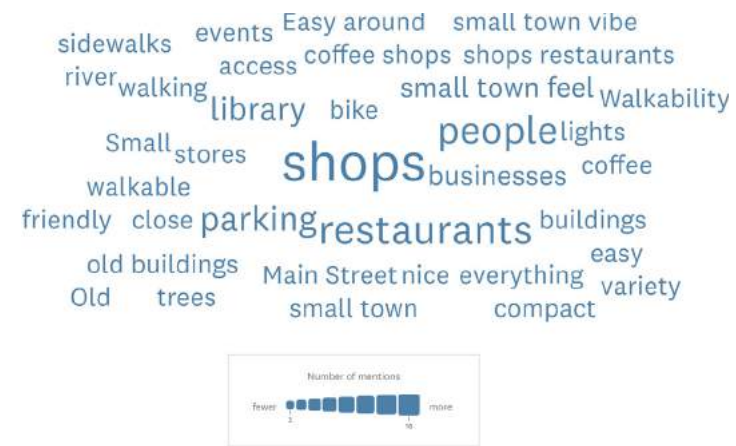 Easy around small town vibe
sidewalks events
coffee shops shops restaurants
river access
walking small town feel Walkability
library bike
people lights
Small stores
shops businesses coffee
walkable
friendly close parking restaurants buildings
old buildings easy
Main Street nice everything variety
Old trees
small town compact
Number of mentions
fewer more